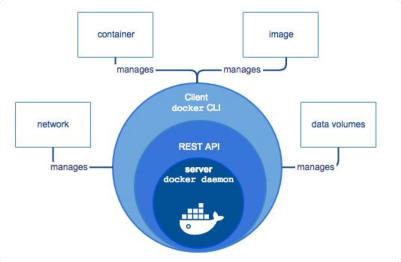 container
image
manages
manages
Client
docker CLI
network
data volumes
REST API
manages
manages
server
docker daemon